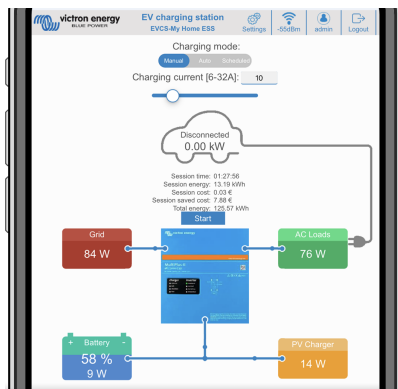 victron energy
BLUE POWER
EV charging station
EVCS-My Home ESS
Settings
-55dBm
admin
Logout
Charging mode:
Manual
Auto
Scheduled
Charging current [6-32A]:
10
Disconnected
0.00 kW
Session time: 01:27:56
Session energy: 13.19 kWh
Session cost: 0.03 €
Session saved cost: 7.88 €
Total energy: 125.57 kWh
Start
Grid
84 W
victron energy
AC Loads
76 W
+ Battery -
58 %
9 W
PV Charger
14 W